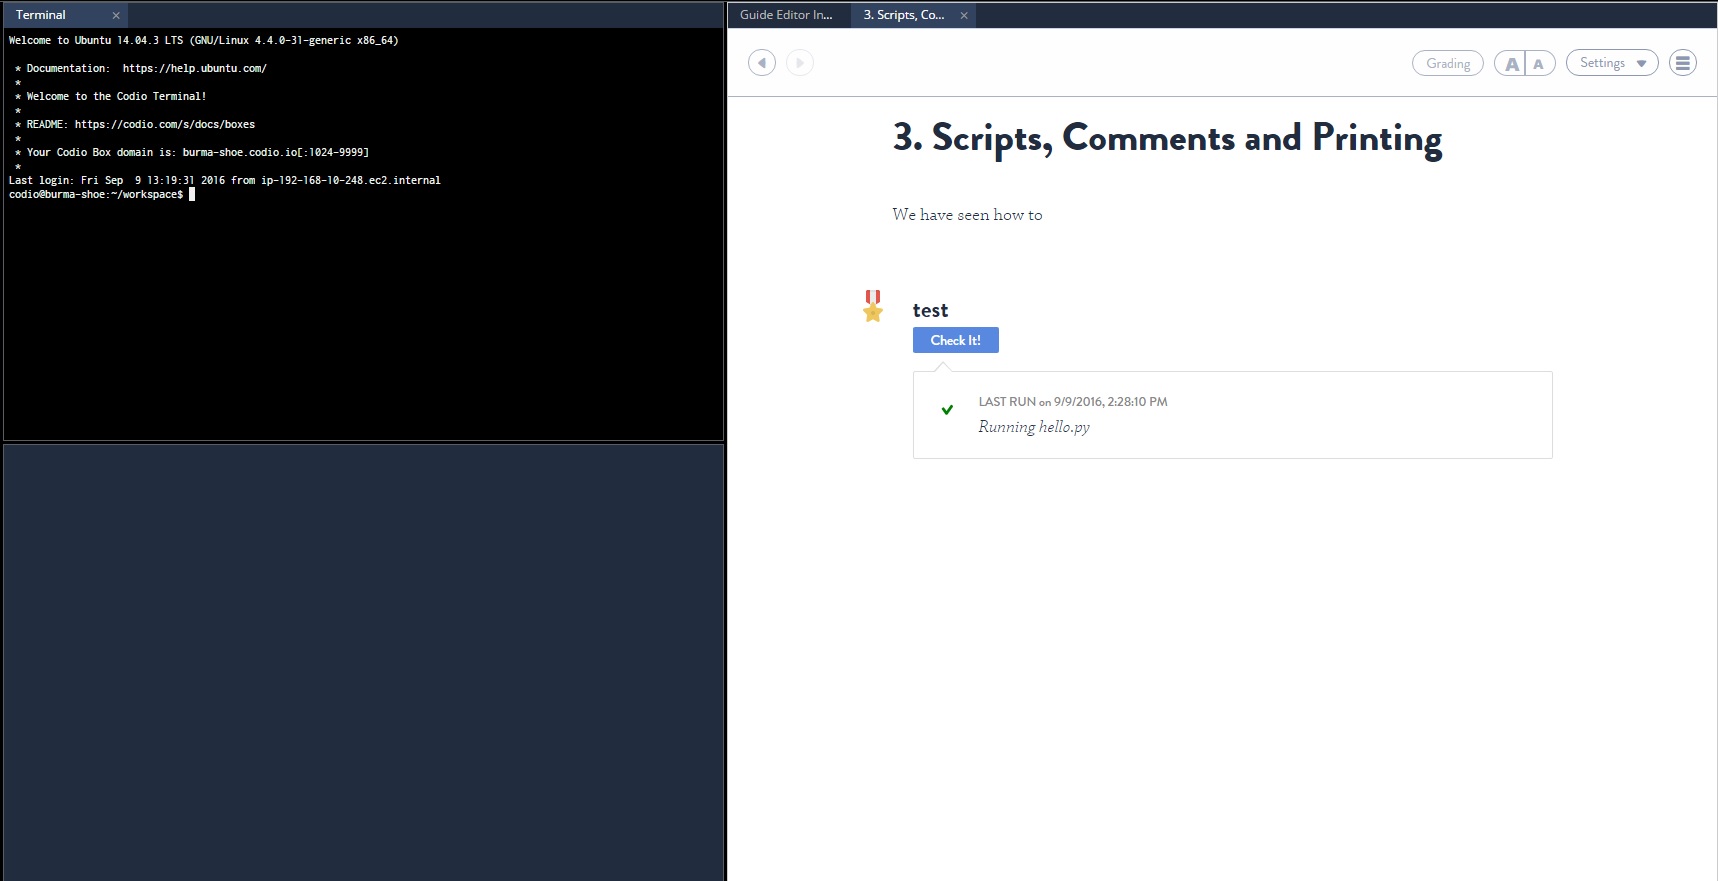 Terminal ×
Welcome to Ubuntu 14.04.3 LTS (GNU/Linux 4.4.0-31-generic x86_64)
* Documentation:  https://help.ubuntu.com/
*
* Welcome to the Codio Terminal!
*
* README: https://codio.com/s/docs/boxes
*
* Your Codio Box domain is: burma-shoe.codio.io[:1024-9999]
*
Last login: Fri Sep  9 13:19:31 2016 from ip-192-168-10-248.ec2.internal
codio@burma-shoe:~/workspace$
Guide Editor In... 3. Scripts, Co... ×
Grading A A Settings
3. Scripts, Comments and Printing
We have seen how to
test
Check It!
LAST RUN on 9/9/2016, 2:28:10 PM
Running hello.py